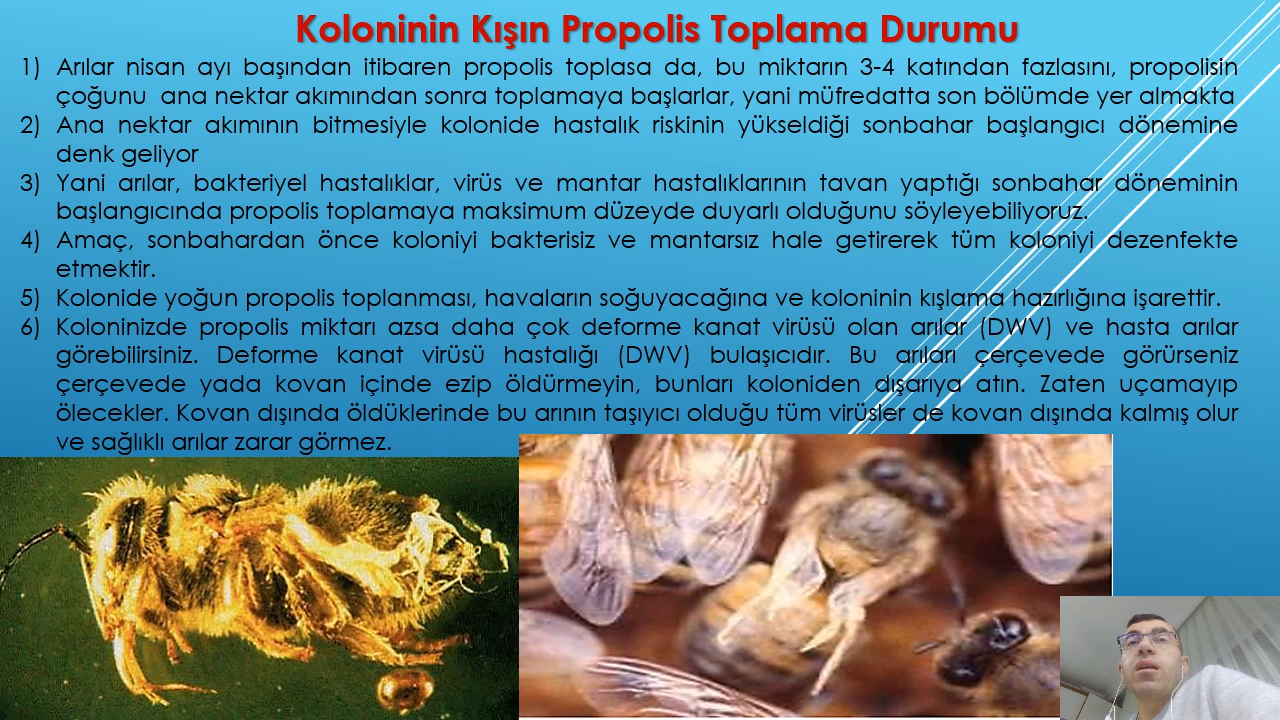 Koloninin Kışın Propolis Toplama Durumu
1) Arılar nisan ayı başından itibaren propolis toplasa da, bu miktarın 3-4 katından fazlasını, propolisin
çoğunu ana nektar akımından sonra toplamaya başlarlar, yani müfredatta son bölümde yer almakta
2) Ana nektar akımının bitmesiyle kolonide hastalık riskinin yükseldiği sonbahar başlangıcı dönemine
denk geliyor
3) Yani arılar, bakteriyel hastalıklar, virüs ve mantar hastalıklarının tavan yaptığı sonbahar döneminin
başlangıcında propolis toplamaya maksimum düzeyde duyarlı olduğunu söyleyebiliyoruz.
4) Amaç, sonbahardan önce koloniyi bakterisiz ve mantarsız hale getirerek tüm koloniyi dezenfekte
etmektir.
5) Kolonide yoğun propolis toplanması, havaların soğuyacağına ve koloninin kışlama hazırlığına işarettir.
6) Koloninizde propolis miktarı azsa daha çok deforme kanat virüsü olan arılar (DWV) ve hasta arılar
görebilirsiniz. Deforme kanat virüsü hastalığı (DWV) bulaşıcıdır. Bu arıları çerçevede görürseniz
çerçevede yada kovan içinde ezip öldürmeyin, bunları koloniden dışarıya atın. Zaten uçamayıp
ölecekler. Kovan dışında öldüklerinde bu arının taşıyıcı olduğu tüm virüsler de kovan dışında kalmış olur
ve sağlıklı arılar zarar görmez.